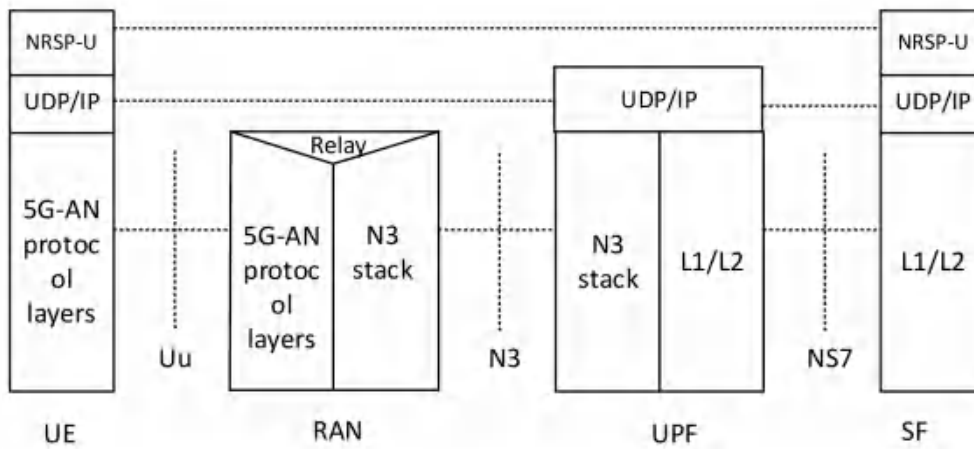 NRSP-U
NRSP-U
UDP/IP
UDP/IP
UDP/IP
Relay
5G-AN
protoc
ol
layers
5G-AN
protoc
ol
layers
N3
stack
N3
stack
L1/L2
L1/L2
Uu
N3
NS7
UE
RAN
UPF
SF